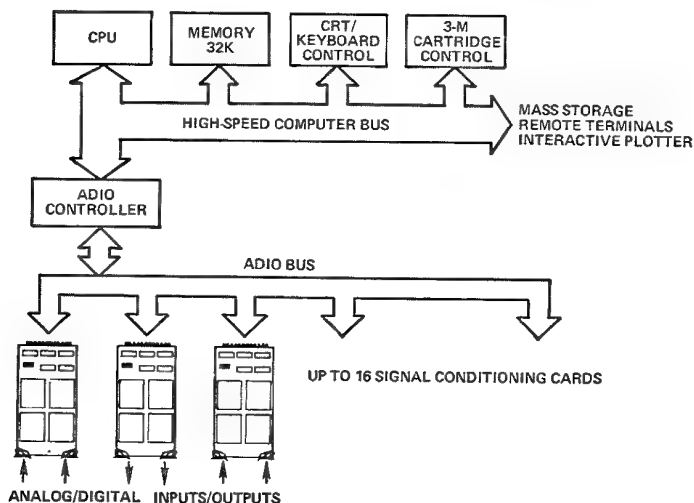 CPU
MEMORY
32K
CRT/
KEYBOARD
CONTROL
3-M
CARTRIDGE
CONTROL
HIGH-SPEED COMPUTER BUS
MASS STORAGE
REMOTE TERMINALS
INTERACTIVE PLOTTER
ADIO
CONTROLLER
ADIO BUS
UP TO 16 SIGNAL CONDITIONING CARDS
ANALOG/DIGITAL INPUTS/OUTPUTS